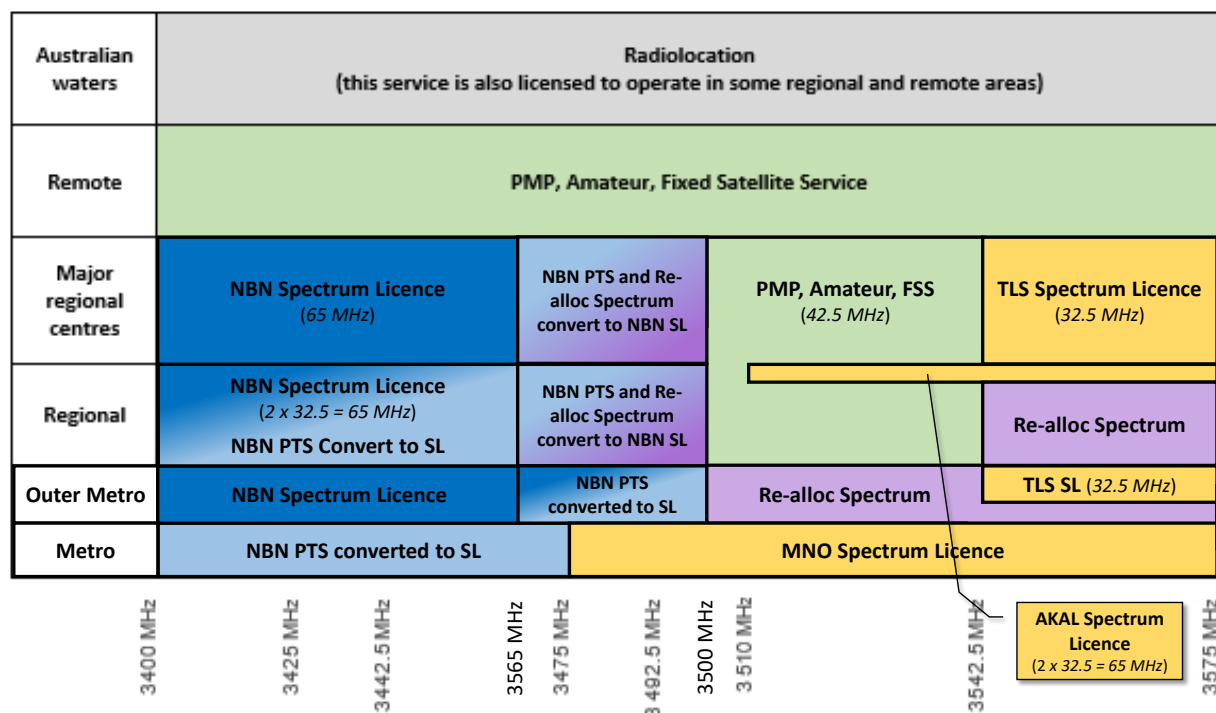 Australian
waters
Radiolocation
(this service is also licensed to operate in some regional and remote areas)
Remote
PMP, Amateur, Fixed Satellite Service
Major
regional
centres
NBN Spectrum Licence
(65 MHz)
NBN PTS and Re-
alloc Spectrum
convert to NBN SL
PMP, Amateur, FSS
(42.5 MHz)
TLS Spectrum Licence
(32.5 MHz)
Regional
NBN Spectrum Licence
(2 x 32.5 = 65 MHz)
NBN PTS Convert to SL
NBN PTS and Re-
alloc Spectrum
convert to NBN SL
Re-alloc Spectrum
Outer Metro
NBN Spectrum Licence
NBN PTS
converted to SL
Re-alloc Spectrum
TLS SL (32.5 MHz)
Metro
NBN PTS converted to SL
MNO Spectrum Licence
3400 MHz
3425 MHz
3442.5 MHz
3565 MHz
3475 MHz
3 492.5 MHz
3500 MHz
3 510 MHz
3542.5 MHz
AKAL Spectrum
Licence
(2 x 32.5 = 65 MHz)
3575 MHz